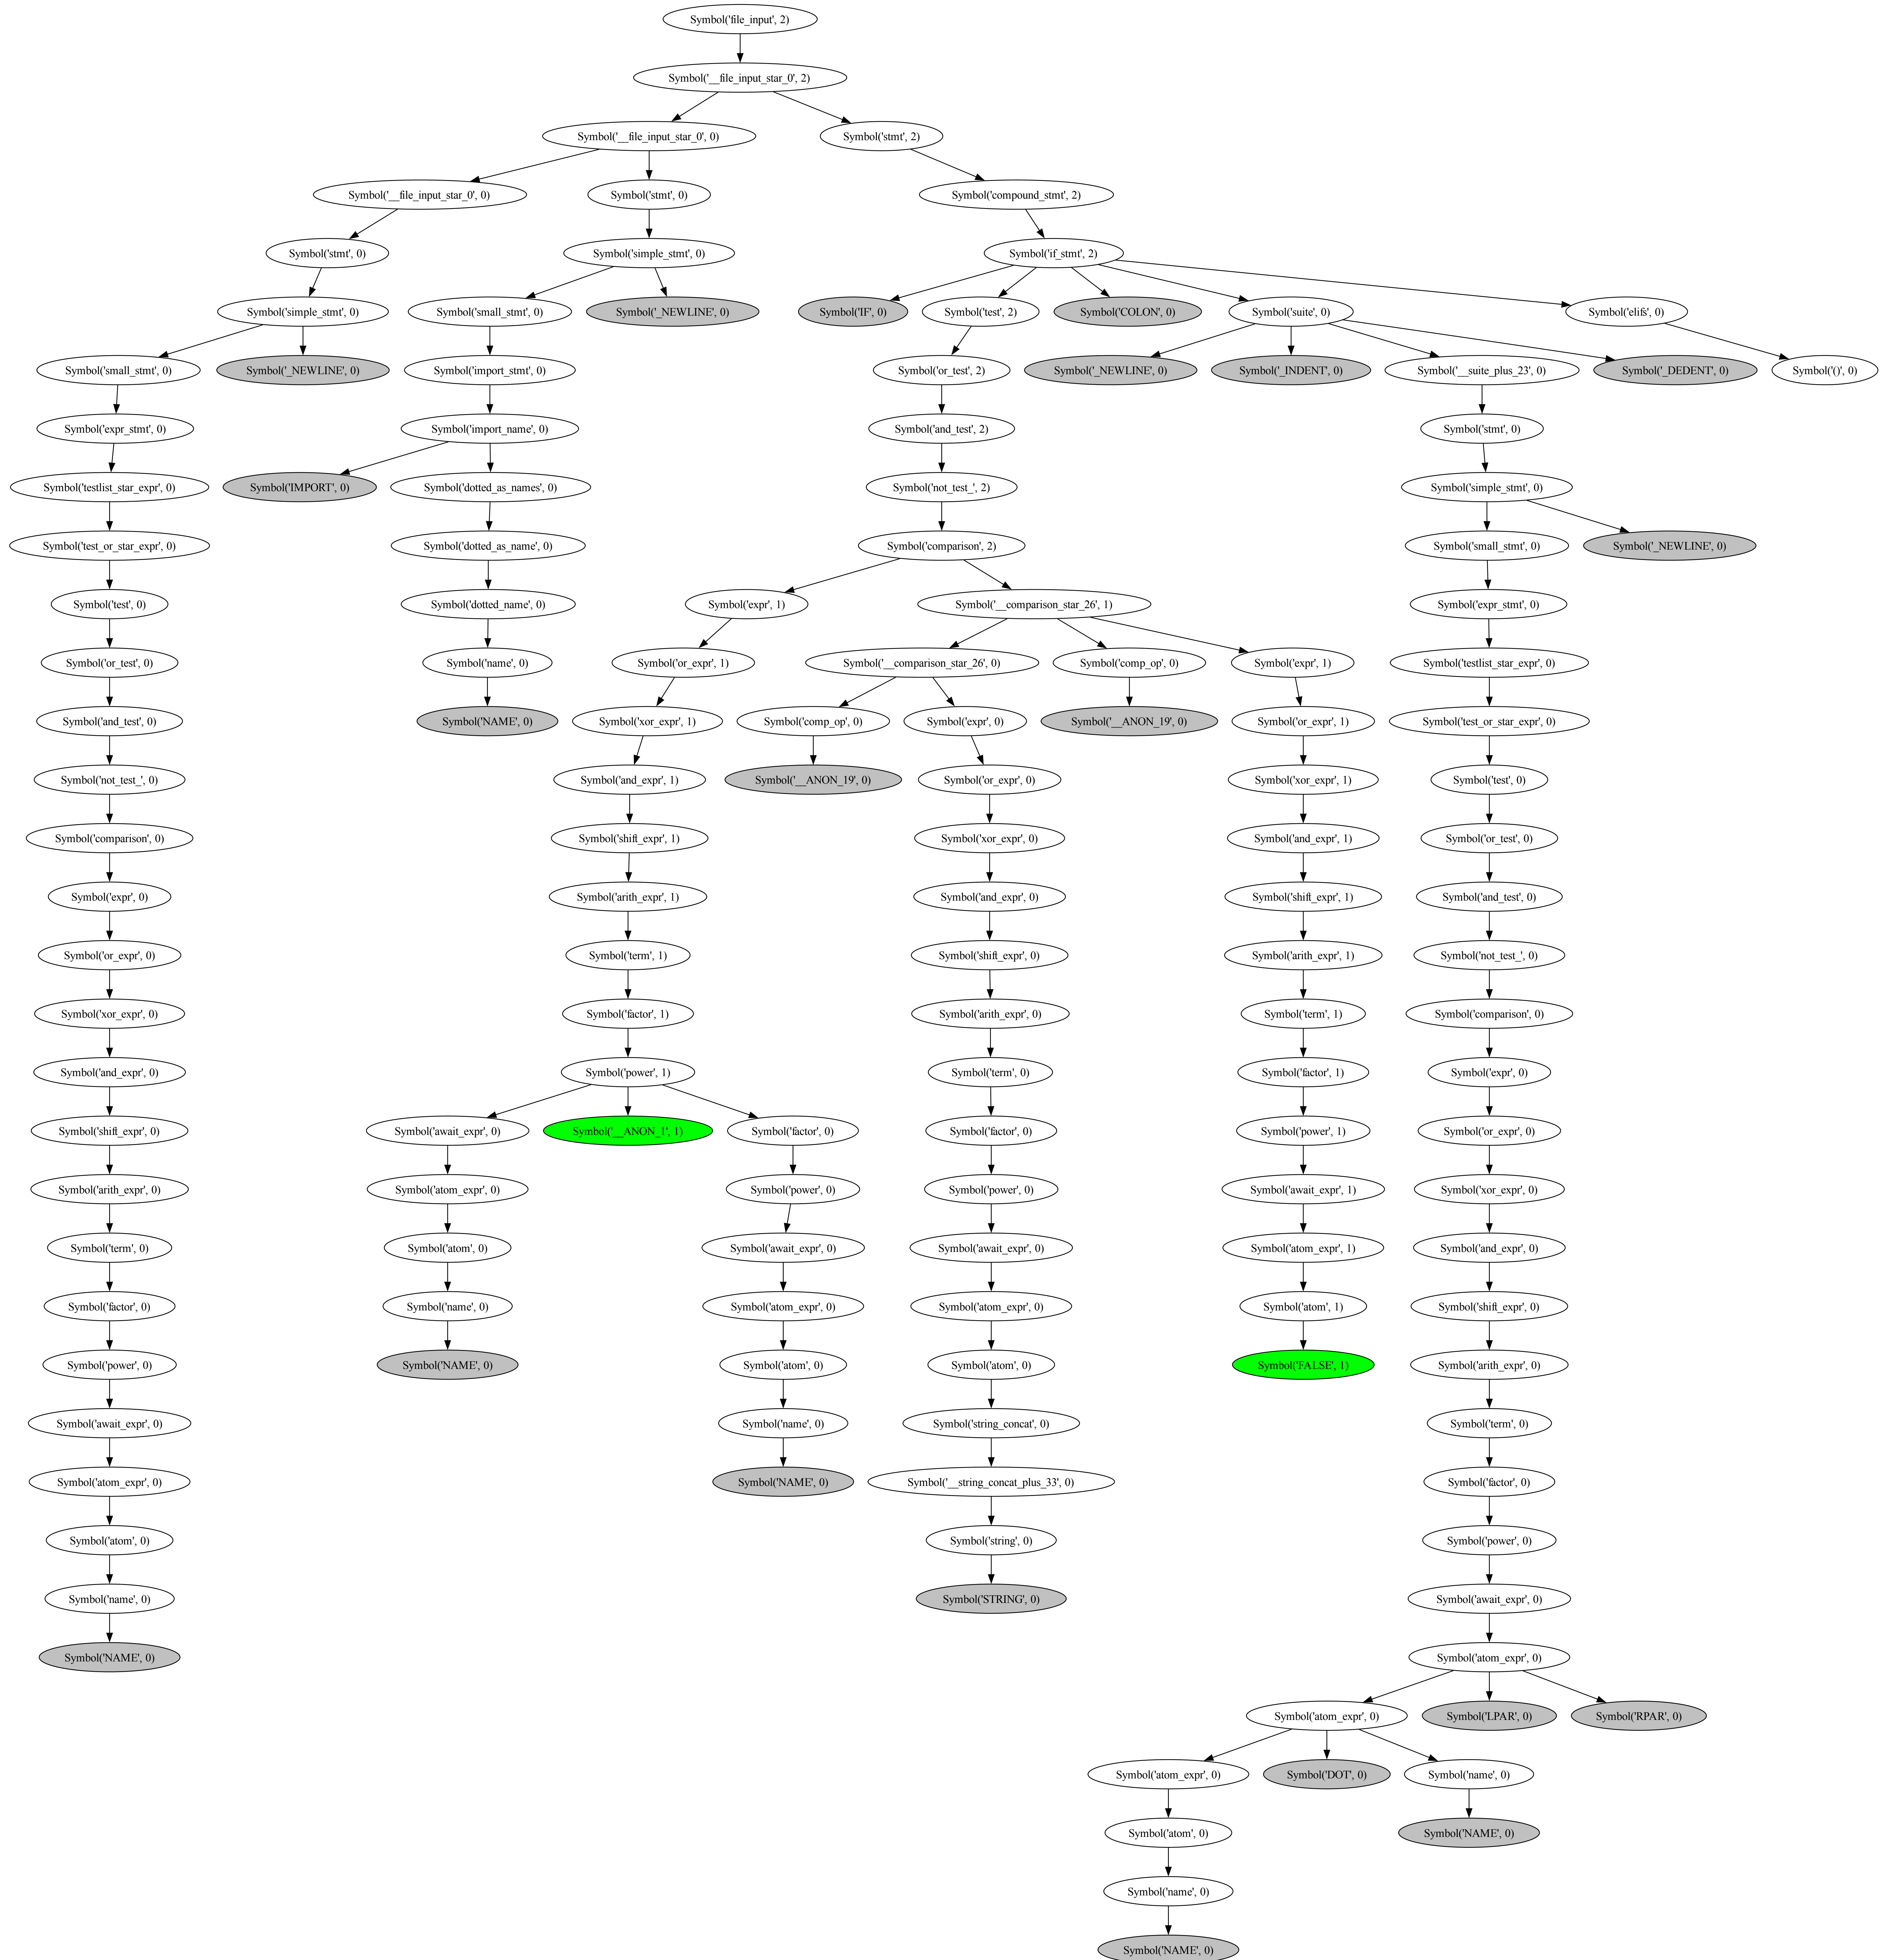 Symbol('file_input', 2)
Symbol('__file_input_star_0', 2)
Symbol('__file_input_star_0', 0) Symbol('stmt', 2)
Symbol('__file_input_star_0', 0) Symbol('stmt', 0) Symbol('compound_stmt', 2)
Symbol('stmt', 0) Symbol('simple_stmt', 0) Symbol('if_stmt', 2)
Symbol('simple_stmt', 0) Symbol('small_stmt', 0) Symbol('_NEWLINE', 0) Symbol('IF', 0) Symbol('test', 2) Symbol('COLON', 0) Symbol('suite', 0) Symbol('elifs', 0)
Symbol('small_stmt', 0) Symbol('_NEWLINE', 0) Symbol('import_stmt', 0) Symbol('or_test', 2) Symbol('_NEWLINE', 0) Symbol('_INDENT', 0) Symbol('__suite_plus_23', 0) Symbol('_DEDENT', 0) Symbol('()', 0)
Symbol('expr_stmt', 0) Symbol('import_name', 0) Symbol('and_test', 2) Symbol('stmt', 0)
Symbol('testlist_star_expr', 0) Symbol('IMPORT', 0) Symbol('dotted_as_names', 0) Symbol('not_test_', 2) Symbol('simple_stmt', 0)
Symbol('test_or_star_expr', 0) Symbol('dotted_as_name', 0) Symbol('comparison', 2) Symbol('small_stmt', 0) Symbol('_NEWLINE', 0)
Symbol('test', 0) Symbol('dotted_name', 0) Symbol('expr', 1) Symbol('__comparison_star_26', 1) Symbol('expr_stmt', 0)
Symbol('or_test', 0) Symbol('name', 0) Symbol('or_expr', 1) Symbol('__comparison_star_26', 0) Symbol('comp_op', 0) Symbol('expr', 1) Symbol('testlist_star_expr', 0)
Symbol('and_test', 0) Symbol('NAME', 0) Symbol('xor_expr', 1) Symbol('comp_op', 0) Symbol('expr', 0) Symbol('__ANON_19', 0) Symbol('or_expr', 1) Symbol('test_or_star_expr', 0)
Symbol('not_test_', 0) Symbol('and_expr', 1) Symbol('__ANON_19', 0) Symbol('or_expr', 0) Symbol('xor_expr', 1) Symbol('test', 0)
Symbol('comparison', 0) Symbol('shift_expr', 1) Symbol('xor_expr', 0) Symbol('and_expr', 1) Symbol('or_test', 0)
Symbol('expr', 0) Symbol('arith_expr', 1) Symbol('and_expr', 0) Symbol('shift_expr', 1) Symbol('and_test', 0)
Symbol('or_expr', 0) Symbol('term', 1) Symbol('shift_expr', 0) Symbol('arith_expr', 1) Symbol('not_test_', 0)
Symbol('xor_expr', 0) Symbol('factor', 1) Symbol('arith_expr', 0) Symbol('term', 1) Symbol('comparison', 0)
Symbol('and_expr', 0) Symbol('power', 1) Symbol('term', 0) Symbol('factor', 1) Symbol('expr', 0)
Symbol('shift_expr', 0) Symbol('await_expr', 0) Symbol('__ANON_1', 1) Symbol('factor', 0) Symbol('factor', 0) Symbol('power', 1) Symbol('or_expr', 0)
Symbol('arith_expr', 0) Symbol('atom_expr', 0) Symbol('power', 0) Symbol('power', 0) Symbol('await_expr', 1) Symbol('xor_expr', 0)
Symbol('term', 0) Symbol('atom', 0) Symbol('await_expr', 0) Symbol('await_expr', 0) Symbol('atom_expr', 1) Symbol('and_expr', 0)
Symbol('factor', 0) Symbol('name', 0) Symbol('atom_expr', 0) Symbol('atom_expr', 0) Symbol('atom', 1) Symbol('shift_expr', 0)
Symbol('power', 0) Symbol('NAME', 0) Symbol('atom', 0) Symbol('atom', 0) Symbol('FALSE', 1) Symbol('arith_expr', 0)
Symbol('await_expr', 0) Symbol('name', 0) Symbol('string_concat', 0) Symbol('term', 0)
Symbol('atom_expr', 0) Symbol('NAME', 0) Symbol('__string_concat_plus_33', 0) Symbol('factor', 0)
Symbol('atom', 0) Symbol('string', 0) Symbol('power', 0)
Symbol('name', 0) Symbol('STRING', 0) Symbol('await_expr', 0)
Symbol('NAME', 0) Symbol('atom_expr', 0)
Symbol('atom_expr', 0) Symbol('LPAR', 0) Symbol('RPAR', 0)
Symbol('atom_expr', 0) Symbol('DOT', 0) Symbol('name', 0)
Symbol('atom', 0) Symbol('NAME', 0)
Symbol('name', 0)
Symbol('NAME', 0)